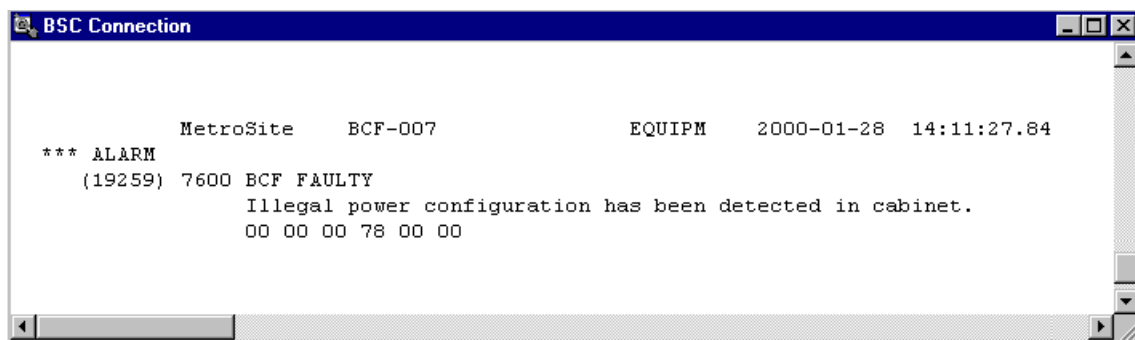 BSC Connection
MetroSite BCF-007 EQUIPM 2000-01-28 14:11:27.84
*** ALARM
(19259) 7600 BCF FAULTY
Illegal power configuration has been detected in cabinet.
00 00 00 78 00 00